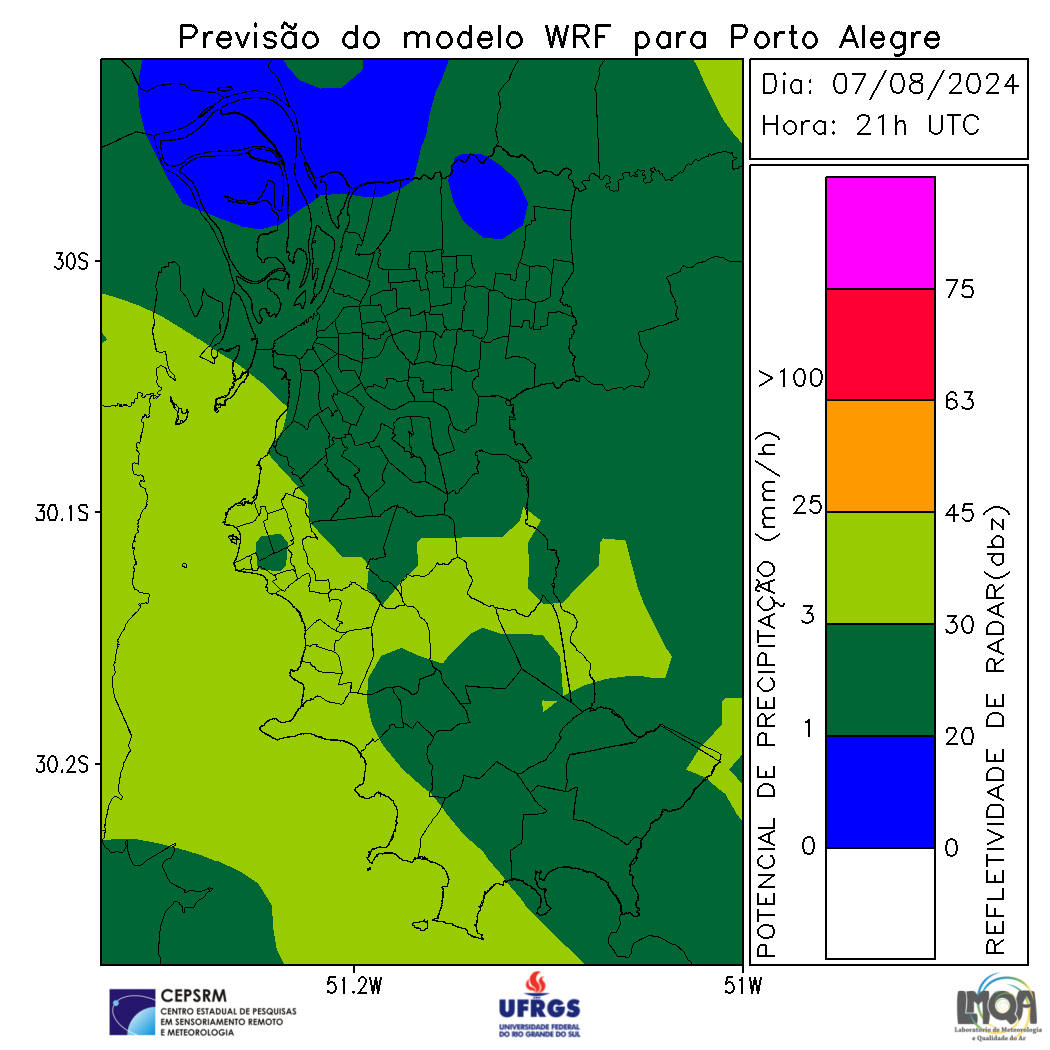 Previsão do modelo WRF para Porto Alegre
Dia: 07/08/2024
Hora: 21h UTC
30S
30.1S
30.2S
51.2W
51W
POTENCIAL DE PRECIPITAÇÃO (mm/h)
>100
25
3
1
0
75
63
45
30
20
0
REFLETIVIDADE DE RADAR(dbz)
CEPSRM
CENTRO ESTADUAL DE PESQUISAS
EM SENSORIAMENTO REMOTO
E METEOROLOGIA
UFRGS
UNIVERSIDADE FEDERAL
DO RIO GRANDE DO SUL
LMQA
Laboratório de Meteorologia
e Qualidade do Ar